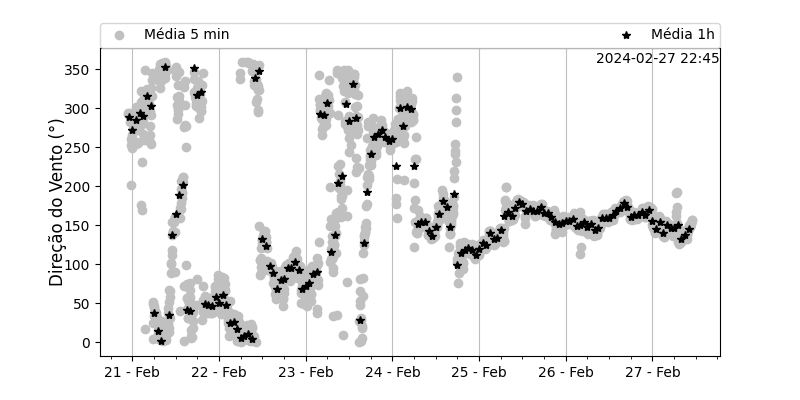 Média 5 min
Média 1h
2024-02-27 22:45
Direção do Vento (°)
350
300
250
200
150
100
50
0
21 - Feb
22 - Feb
23 - Feb
24 - Feb
25 - Feb
26 - Feb
27 - Feb